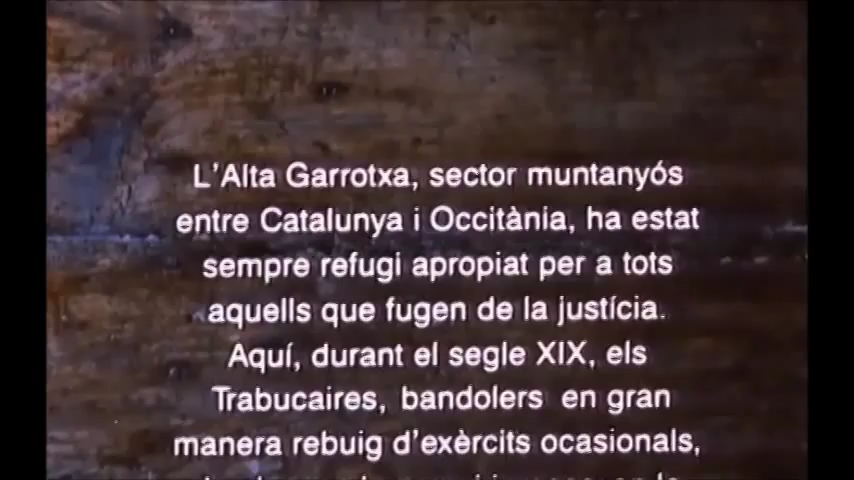 L'Alta Garrotxa, sector muntanyós
entre Catalunya i Occitània, ha estat
sempre refugi apropiat per a tots
aquells que fugen de la justícia.
Aquí, durant el segle XIX, els
Trabucaires, bandolers en gran
manera rebuig d'exèrcits ocasionals,